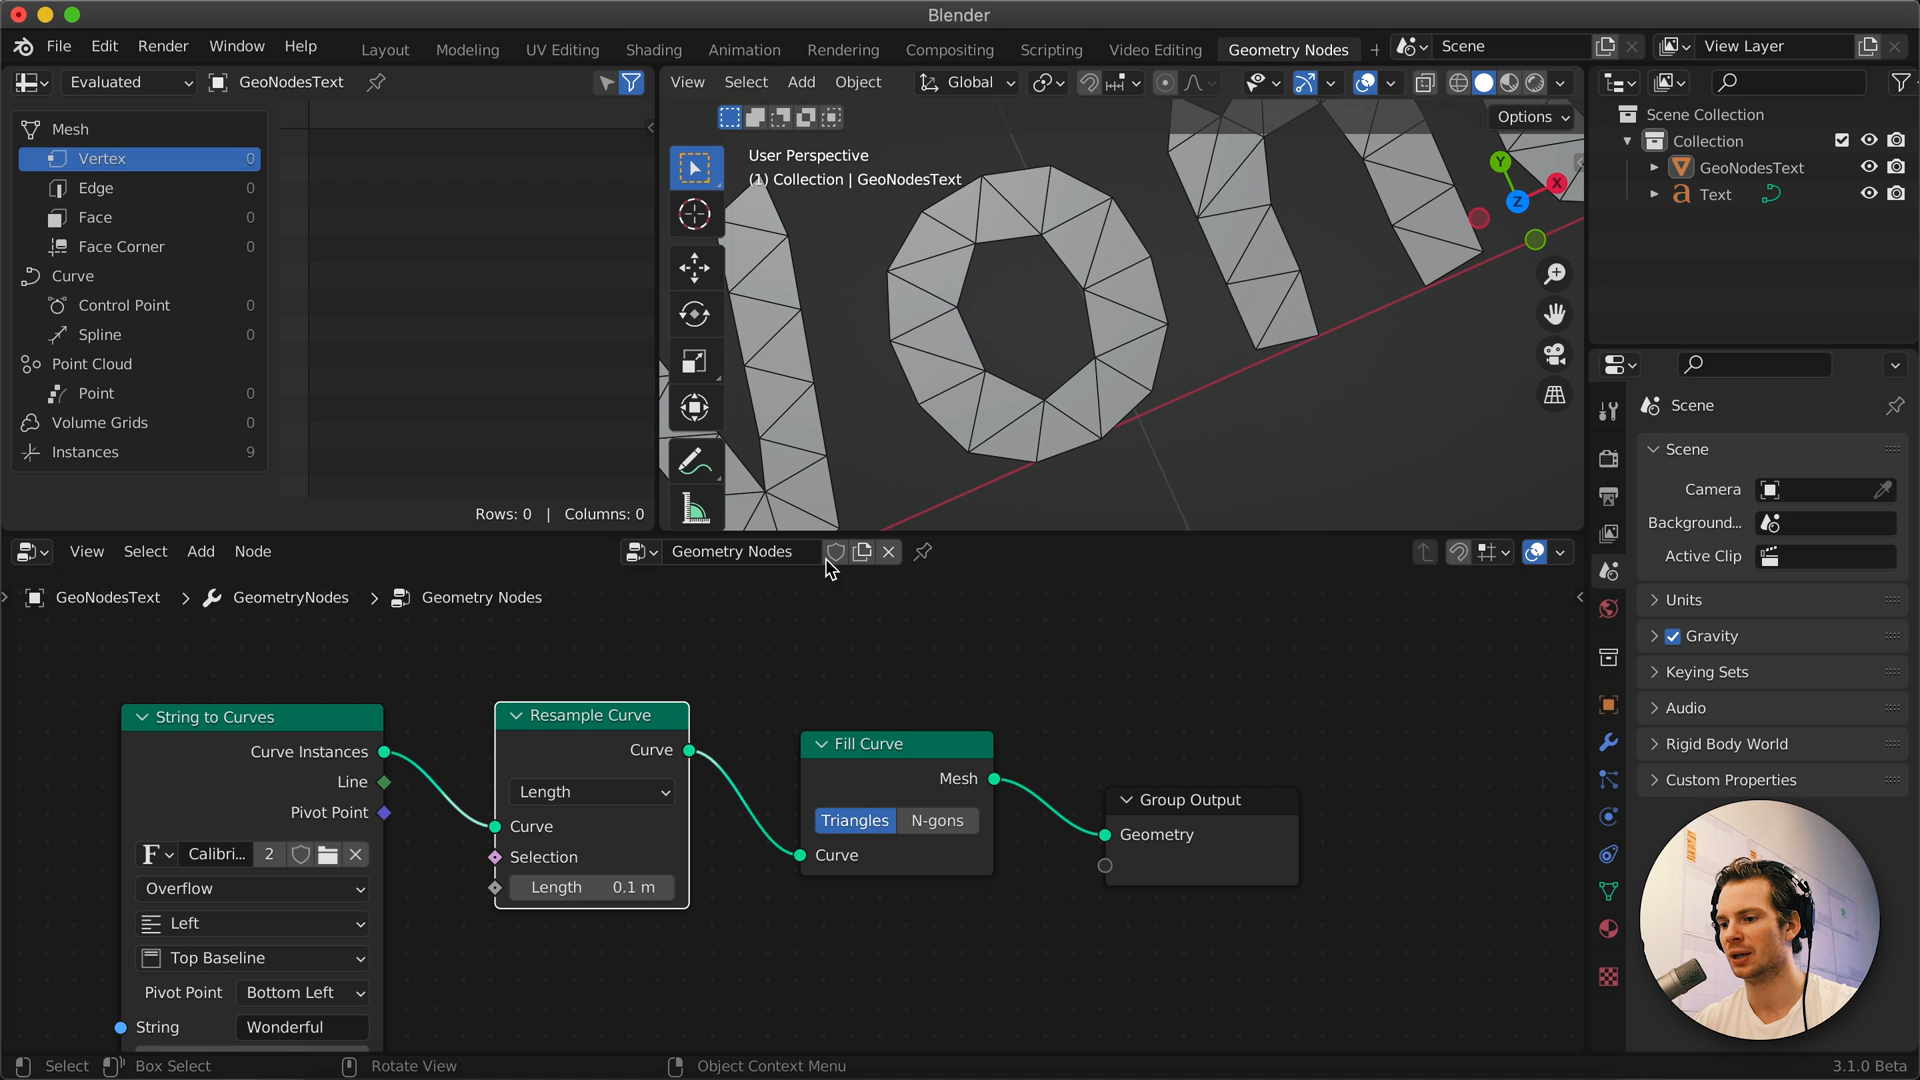 Blender
File Edit Render Window Help Layout Modeling UV Editing Shading Animation Rendering Compositing Scripting Video Editing Geometry Nodes + Scene View Layer
Evaluated GeoNodesText
View Select Add Object Global
Options
Mesh
Vertex 0
Edge 0
Face 0
Face Corner 0
Curve
Control Point 0
Spline 0
Point Cloud
Point 0
Volume Grids 0
Instances 9
Rows: 0 | Columns: 0
User Perspective
(1) Collection | GeoNodesText
Y
X
Z
Scene Collection
Collection
GeoNodesText
Text
Scene
Scene
Camera
Background...
Active Clip
Units
Gravity
Keying Sets
Audio
Rigid Body World
Custom Properties
View Select Add Node Geometry Nodes
GeoNodesText > GeometryNodes > Geometry Nodes
String to Curves
Curve Instances
Line
Pivot Point
F Calibri... 2
Overflow
Left
Top Baseline
Pivot Point Bottom Left
String Wonderful
Resample Curve
Curve
Length
Curve
Selection
Length 0.1 m
Fill Curve
Mesh
Triangles N-gons
Curve
Group Output
Geometry
Select Box Select Rotate View Object Context Menu 3.1.0 Beta